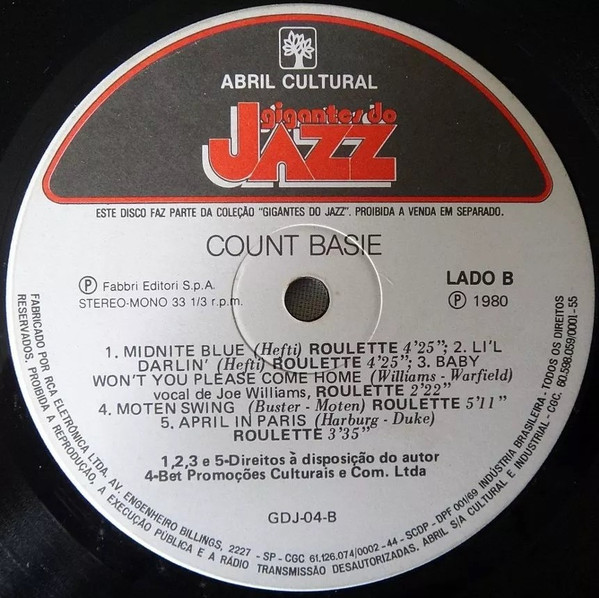 ABRIL CULTURAL
gigantes do
JAZZ
ESTE DISCO FAZ PARTE DA COLEÇÃO "GIGANTES DO JAZZ". PROIBIDA A VENDA EM SEPARADO.
COUNT BASIE
Ⓟ Fabbri Editori S.p.A.
STEREO-MONO 33 1/3 r.p.m.
LADO B
Ⓟ 1980
1. MIDNITE BLUE (Hefti) ROULETTE 4'25"; 2. LI'L
DARLIN' (Hefti) ROULETTE 4'25"; 3. BABY
WON'T YOU PLEASE COME HOME (Williams - Warfield)
vocal de Joe Williams, ROULETTE 2'22"
4. MOTEN SWING (Buster - Moten) ROULETTE 5'11"
5. APRIL IN PARIS (Harburg - Duke)
ROULETTE 3'35"
1,2,3 e 5-Direitos à disposição do autor
4-Bet Promoções Culturais e Com. Ltda
GDJ-04-B
FABRICADO POR RCA ELETRÔNICA LTDA. AV. ENGENHEIRO BILLINGS, 2227 - SP - CGC 61.126.074/0002-44 - SCDP - DPF 001/69 INDÚSTRIA BRASILEIRA.
RESERVADOS. PROIBIDA A REPRODUÇÃO, A EXECUÇÃO PÚBLICA E A RÁDIO TRANSMISSÃO DESAUTORIZADAS. ABRIL S/A CULTURAL E INDUSTRIAL - CGC. 60.598.059/0001-55
TODOS OS DIREITOS